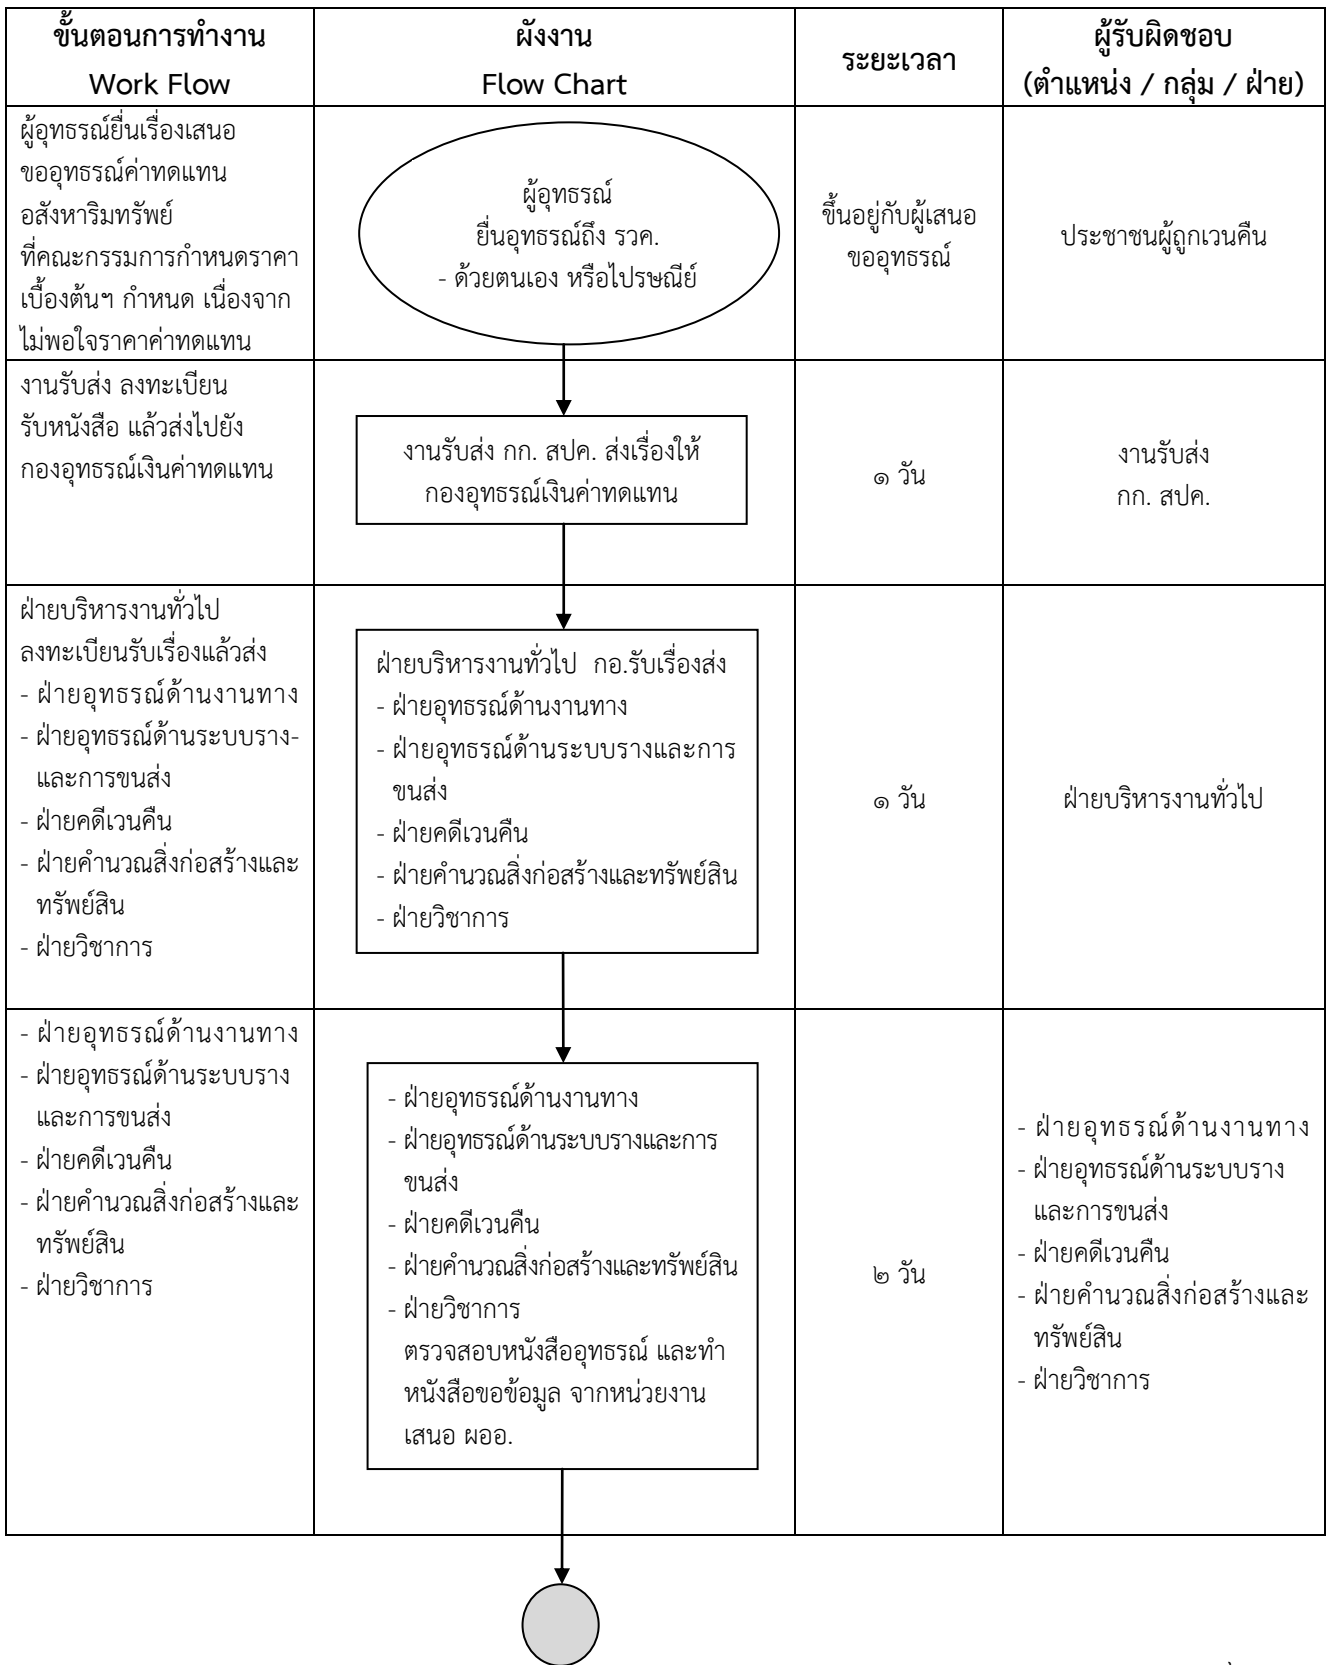 ขั้นตอนการทำงาน
Work Flow
ผังงาน
Flow Chart
ระยะเวลา
ผู้รับผิดชอบ
(ตำแหน่ง / กลุ่ม / ฝ่าย)
ผู้อุทธรณ์ยื่นเรื่องเสนอ
ขออุทธรณ์ค่าทดแทน
อสังหาริมทรัพย์
ที่คณะกรรมการกำหนดราคา
เบื้องต้นฯ กำหนด เนื่องจาก
ไม่พอใจราคาค่าทดแทน
ผู้อุทธรณ์
ยื่นอุทธรณ์ถึง รวค.
- ด้วยตนเอง หรือไปรษณีย์
ขึ้นอยู่กับผู้เสนอ
ขออุทธรณ์
ประชาชนผู้ถูกเวนคืน
งานรับส่ง ลงทะเบียน
รับหนังสือ แล้วส่งไปยัง
กองอุทธรณ์เงินค่าทดแทน
งานรับส่ง กก. สปค. ส่งเรื่องให้
กองอุทธรณ์เงินค่าทดแทน
๑ วัน
งานรับส่ง
กก. สปค.
ฝ่ายบริหารงานทั่วไป
ลงทะเบียนรับเรื่องแล้วส่ง
- ฝ่ายอุทธรณ์ด้านงานทาง
- ฝ่ายอุทธรณ์ด้านระบบราง-
และการขนส่ง
- ฝ่ายคดีเวนคืน
- ฝ่ายคำนวณสิ่งก่อสร้างและ
ทรัพย์สิน
- ฝ่ายวิชาการ
ฝ่ายบริหารงานทั่วไป กอ.รับเรื่องส่ง
- ฝ่ายอุทธรณ์ด้านงานทาง
- ฝ่ายอุทธรณ์ด้านระบบรางและการ
ขนส่ง
- ฝ่ายคดีเวนคืน
- ฝ่ายคำนวณสิ่งก่อสร้างและทรัพย์สิน
- ฝ่ายวิชาการ
๑ วัน
ฝ่ายบริหารงานทั่วไป
- ฝ่ายอุทธรณ์ด้านงานทาง
- ฝ่ายอุทธรณ์ด้านระบบราง
และการขนส่ง
- ฝ่ายคดีเวนคืน
- ฝ่ายคำนวณสิ่งก่อสร้างและ
ทรัพย์สิน
- ฝ่ายวิชาการ
- ฝ่ายอุทธรณ์ด้านงานทาง
- ฝ่ายอุทธรณ์ด้านระบบรางและการ
ขนส่ง
- ฝ่ายคดีเวนคืน
- ฝ่ายคำนวณสิ่งก่อสร้างและทรัพย์สิน
- ฝ่ายวิชาการ
ตรวจสอบหนังสืออุทธรณ์ และทำ
หนังสือขอข้อมูล จากหน่วยงาน
เสนอ ผออ.
๒ วัน
- ฝ่ายอุทธรณ์ด้านงานทาง
- ฝ่ายอุทธรณ์ด้านระบบราง
และการขนส่ง
- ฝ่ายคดีเวนคืน
- ฝ่ายคำนวณสิ่งก่อสร้างและ
ทรัพย์สิน
- ฝ่ายวิชาการ